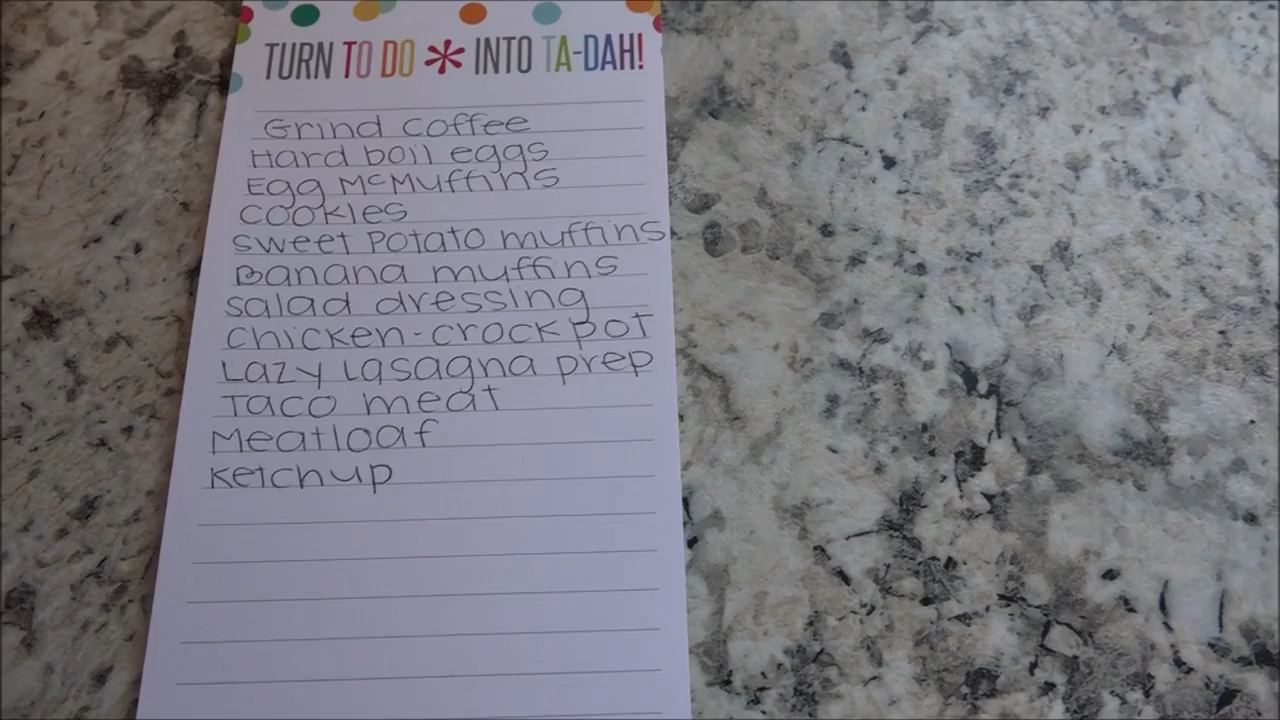 TURN TO DO * INTO TA-DAH!
Grind coffee
Hard boil eggs
Egg McMuffins
Cookies
Sweet Potato muffins
Banana muffins
Salad dressing
Chicken-crockpot
Lazy Lasagna prep
Taco meat
Meatloaf
Ketchup